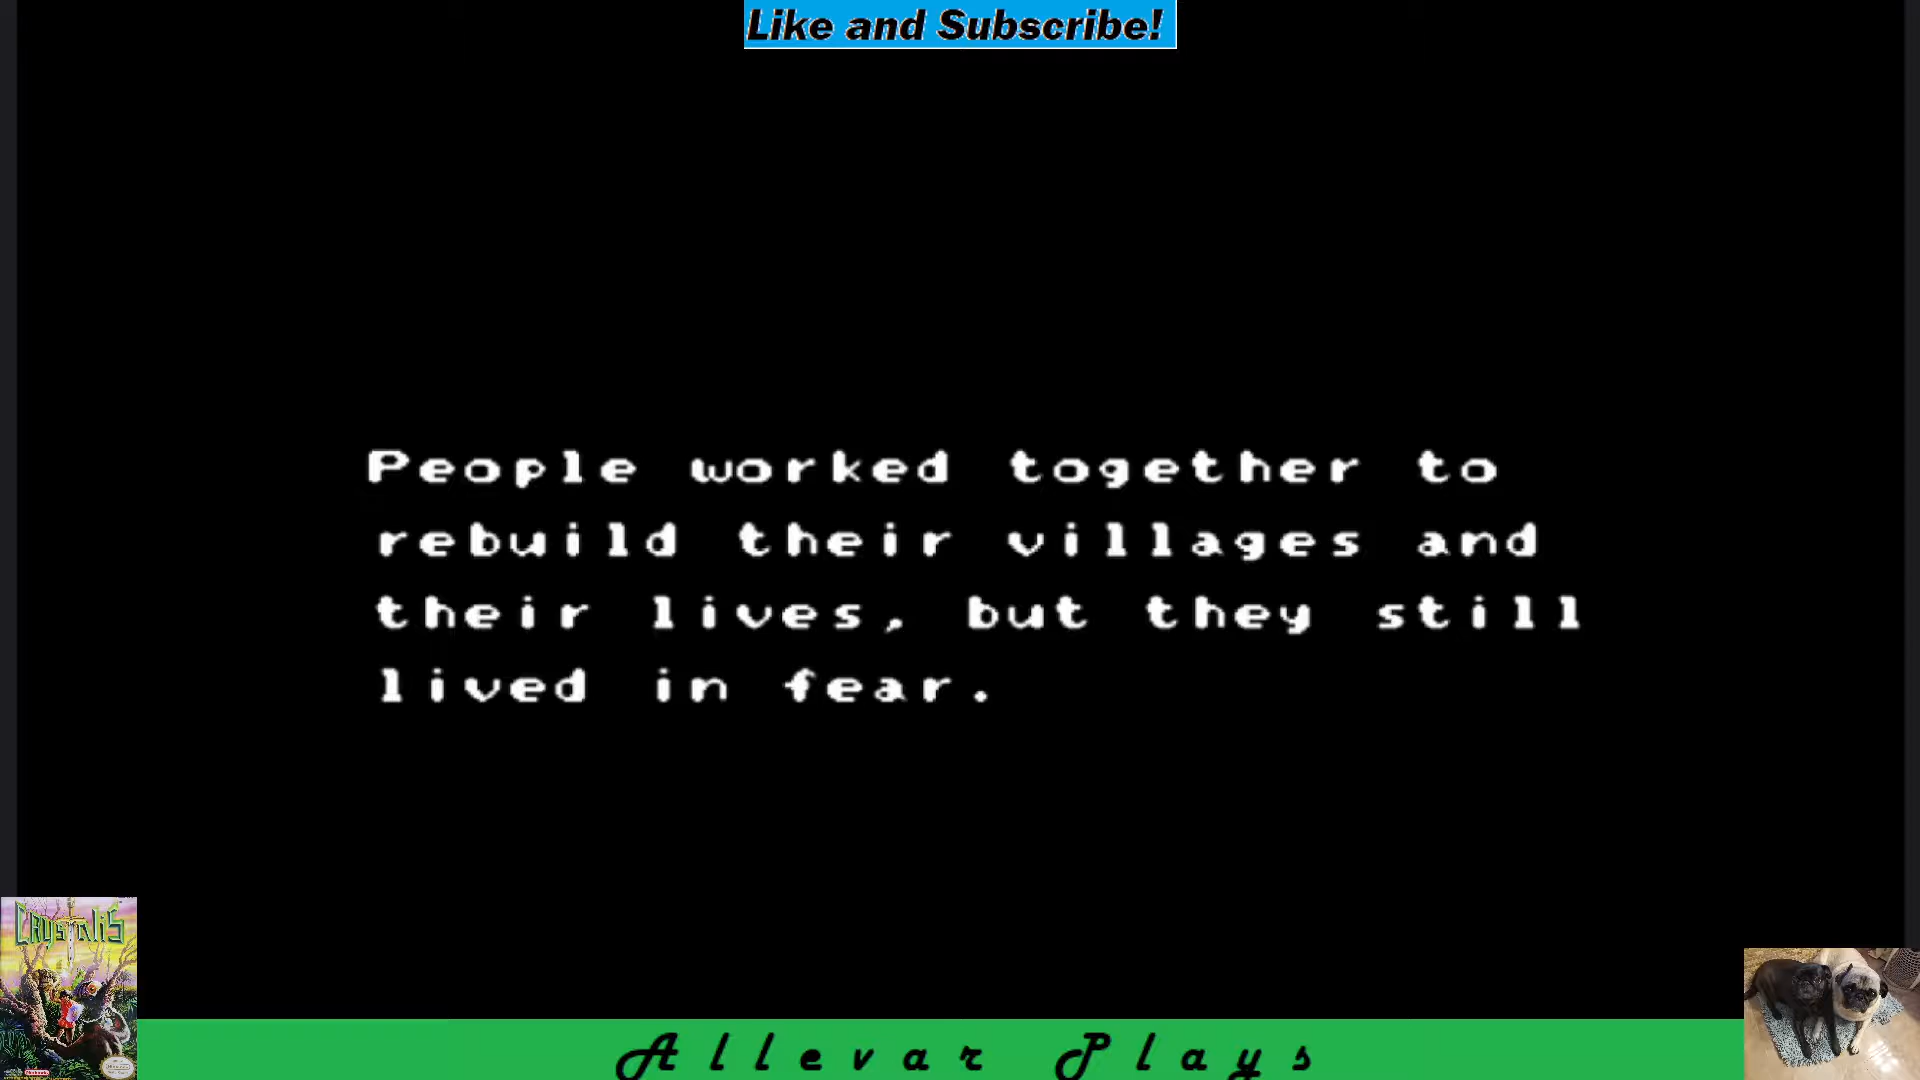 Like and Subscribe!
People worked together to
rebuild their villages and
their lives, but they still
lived in fear.
CRYSTALIS
Allevar Plays